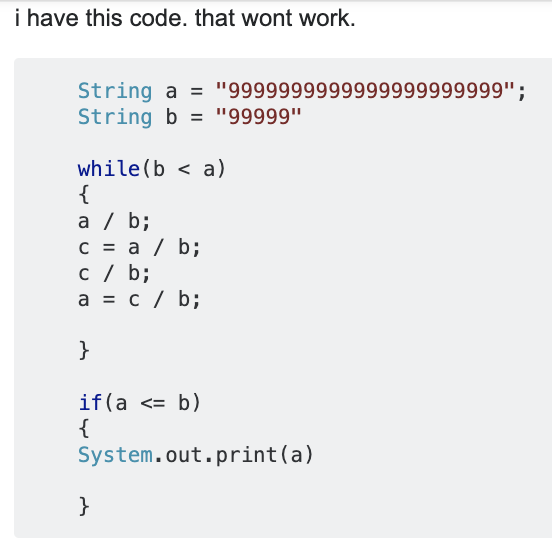 i have this code. that wont work.
String a = "9999999999999999999999";
String b = "99999"
while(b < a)
{
a / b;
c = a / b;
c / b;
a = c / b;
}
if(a <= b)
{
System.out.print(a)
}